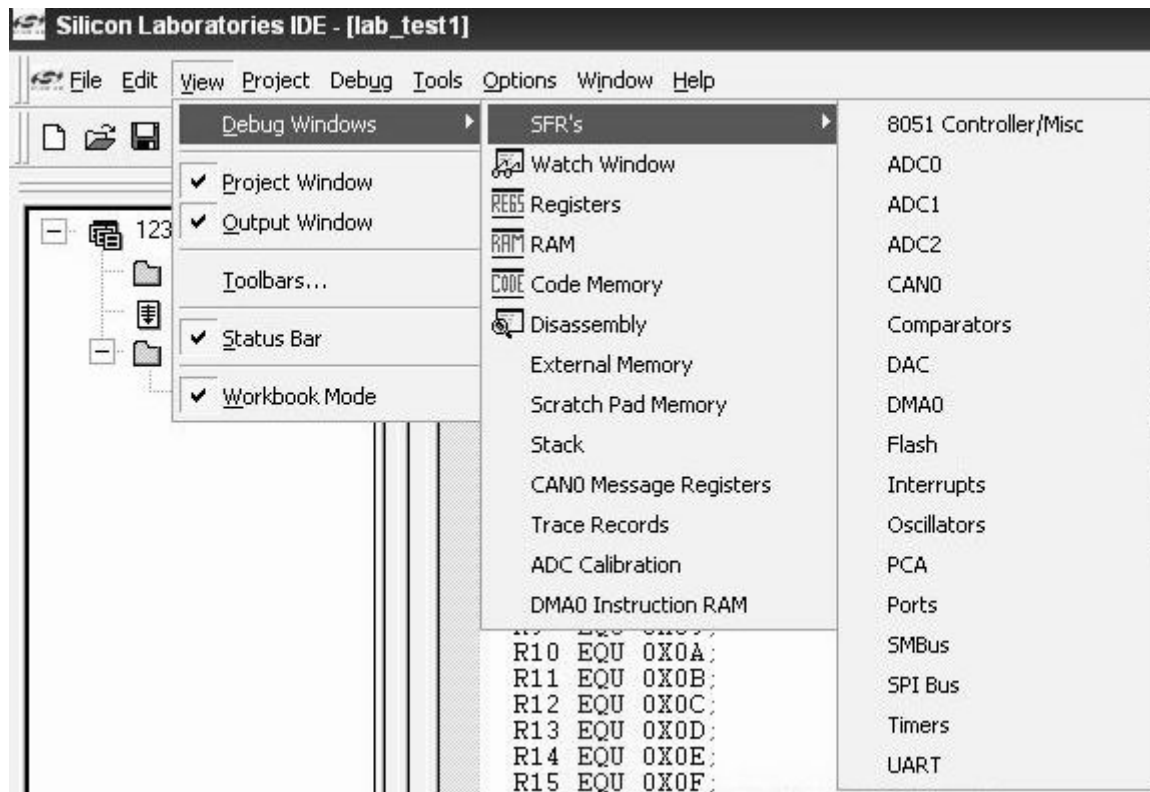 Silicon Laboratories IDE - [lab_test1]
File Edit View Project Debug Tools Options Window Help
Debug Windows
Project Window
Output Window
Toolbars...
Status Bar
Workbook Mode
SFR's
Watch Window
REGS Registers
RAM RAM
CODE Code Memory
Disassembly
External Memory
Scratch Pad Memory
Stack
CAN0 Message Registers
Trace Records
ADC Calibration
DMA0 Instruction RAM
8051 Controller/Misc
ADC0
ADC1
ADC2
CAN0
Comparators
DAC
DMA0
Flash
Interrupts
Oscillators
PCA
Ports
SMBus
SPI Bus
Timers
UART
123
R10 EQU 0X0A;
R11 EQU 0X0B;
R12 EQU 0X0C;
R13 EQU 0X0D;
R14 EQU 0X0E;
R15 EQU 0X0F;